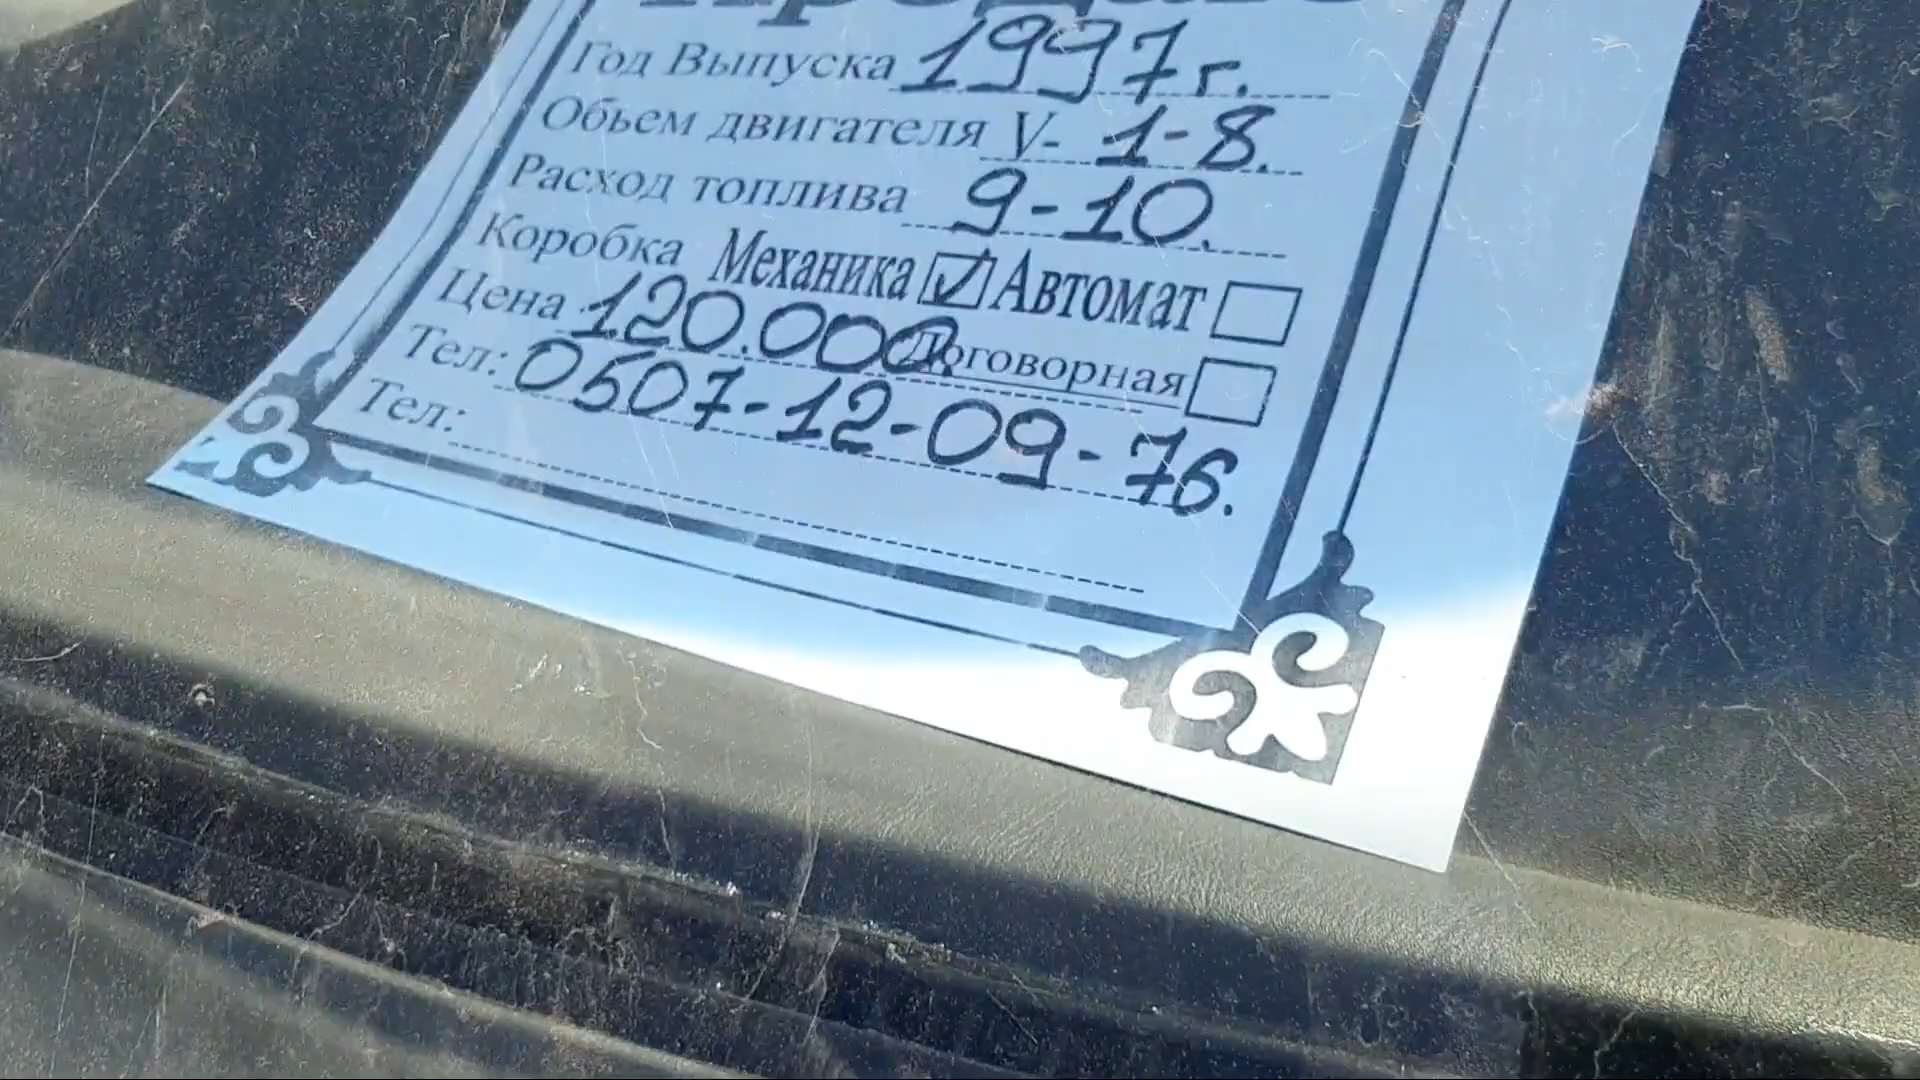 Продаю
Год Выпуска 1997г.
Обьем двигателя V- 1-8.
Расход топлива 9-10.
Коробка Механика ✓ Автомат
Цена 120.000. Договорная
Тел: 0507-12-09-76.
Тел: